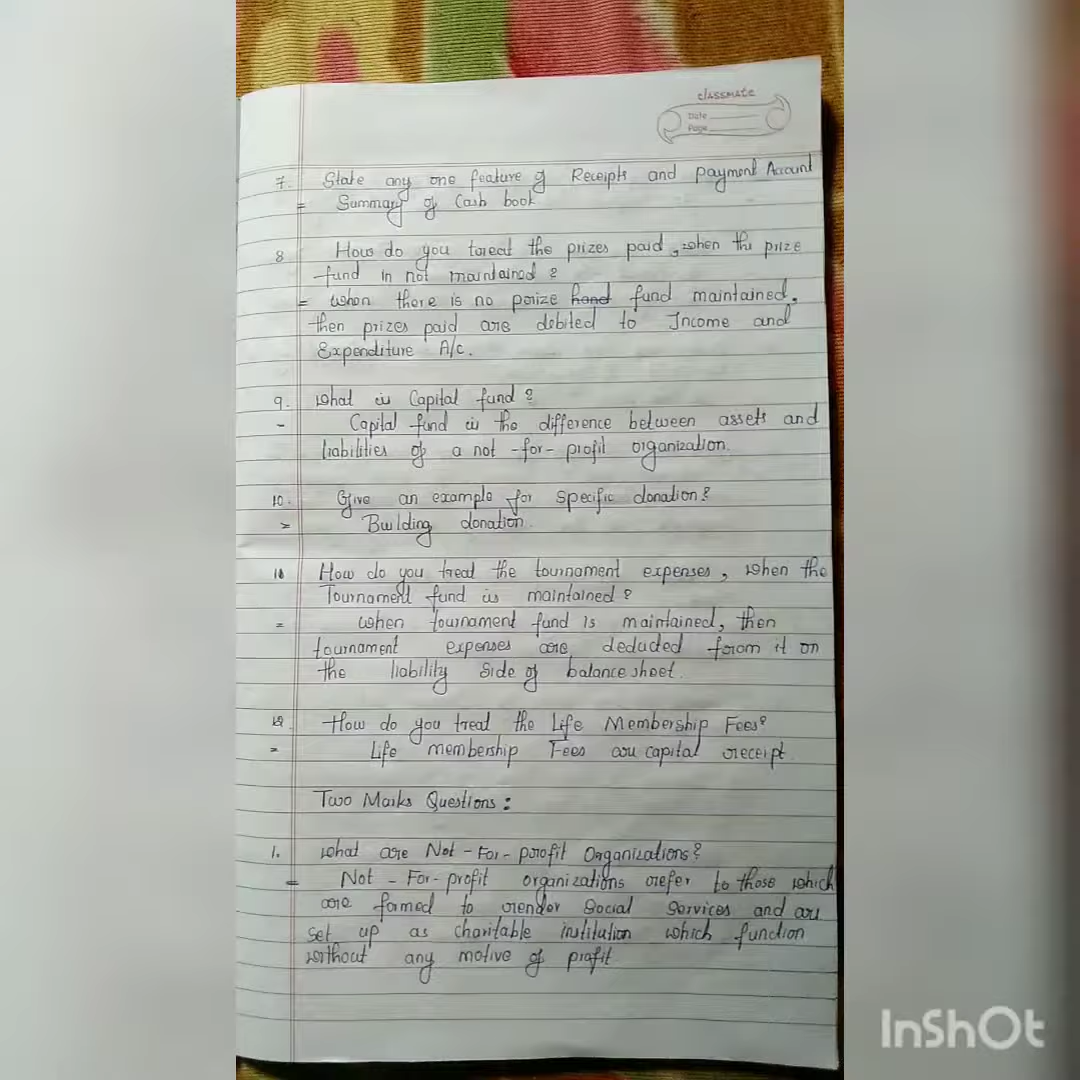 classmate
Date
Page
7. State any one feature of Receipts and payment Account
= Summary of Cash book
8 How do you treat the prizes paid, when the prize
fund in not maintained?
= when there is no prize hand fund maintained,
then prizes paid are debited to Income and
Expenditure A/c.
9. What is Capital fund?
- Capital fund is the difference between assets and
liabilities of a not-for-profit organization.
10. Give an example for specific donation?
= Building donation.
11 How do you treat the tournament expenses, when the
Tournament fund is maintained?
= when tournament fund is maintained, then
tournament expenses are deducted from it on
the liability side of balance sheet.
12 How do you treat the Life Membership Fees?
= Life membership Fees are capital receipt.
Two Marks Questions:
1. what are Not-For-profit Organizations?
= Not-For-profit organizations refer to those which
are formed to render social services and are
set up as charitable institution which function
without any motive of profit
InShOt